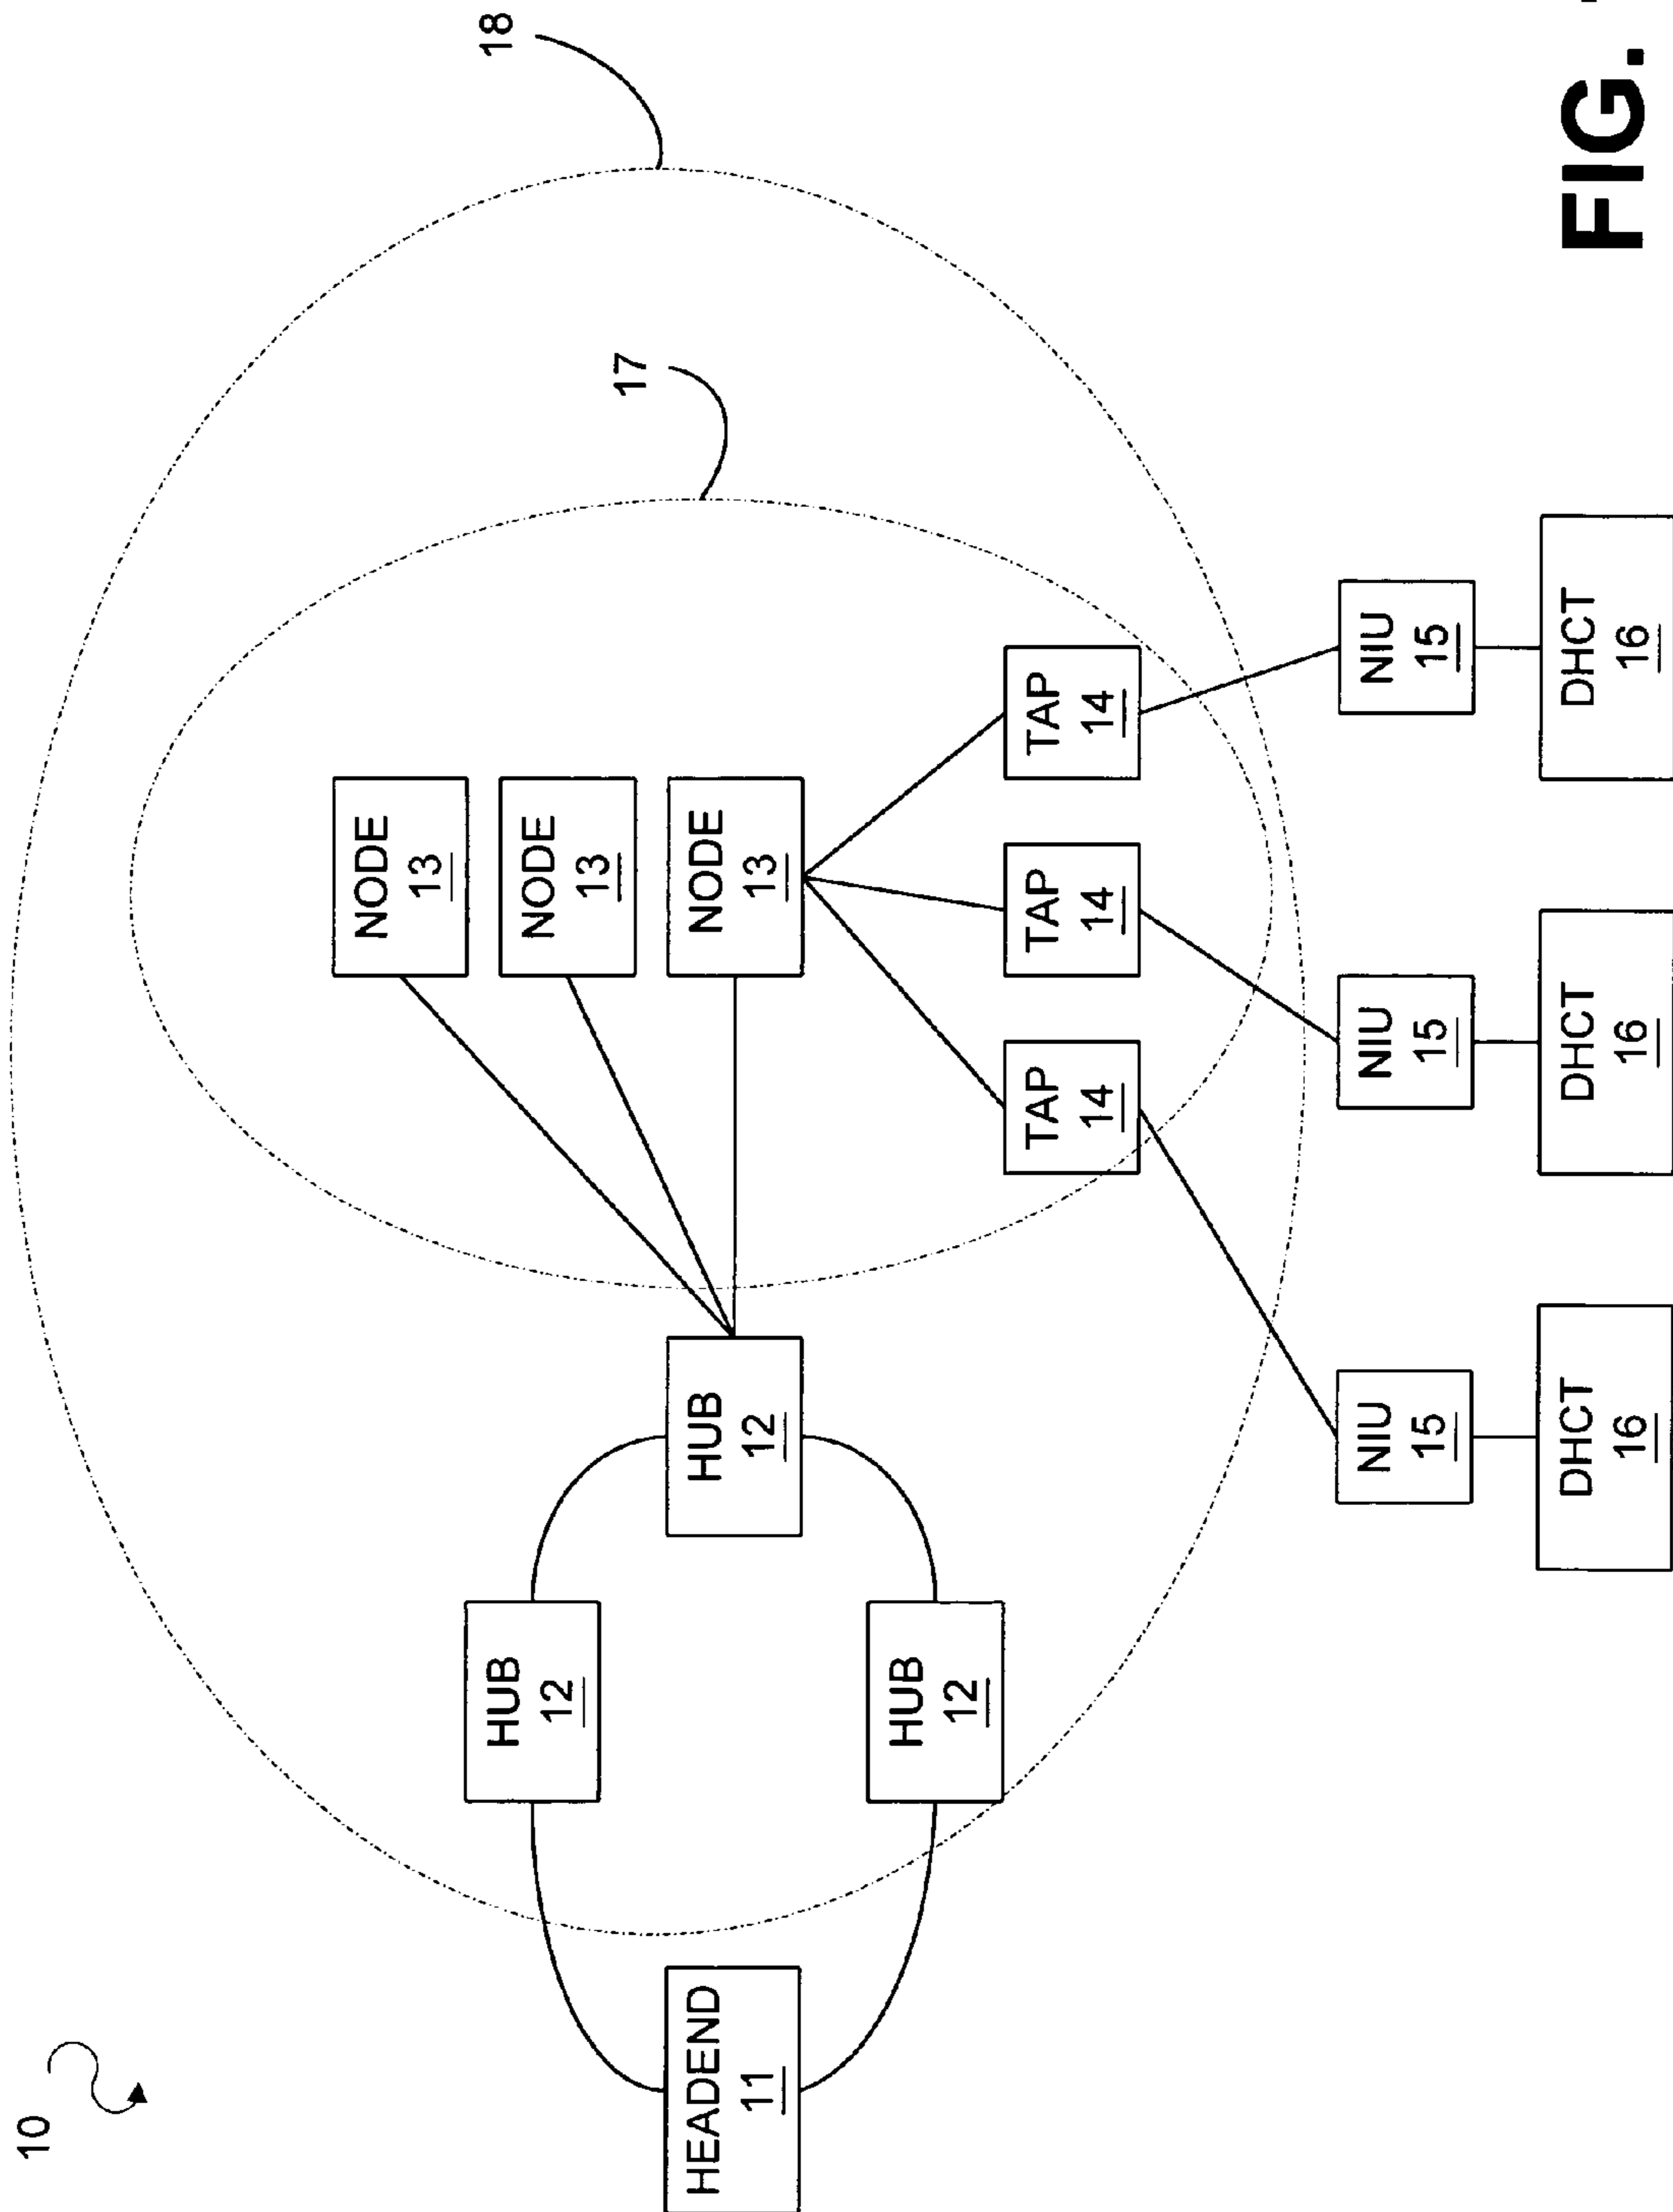 10
18
17
NODE
13
NODE
13
NODE
13
HUB
12
HEADEND
11
HUB
12
HUB
12
TAP
14
TAP
14
TAP
14
NIU
15
NIU
15
NIU
15
DHCT
16
DHCT
16
DHCT
16
FIG.